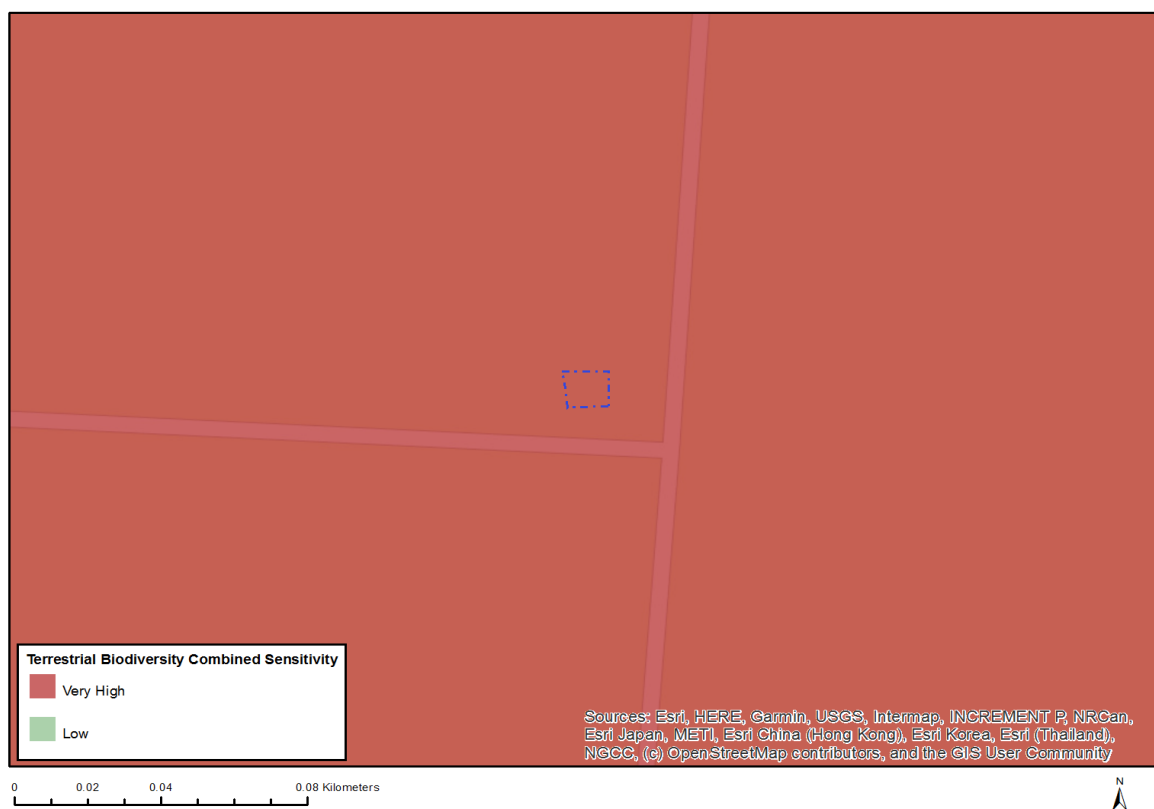 Terrestrial Biodiversity Combined Sensitivity
Very High
Low
Sources: Esri, HERE, Garmin, USGS, Intermap, INCREMENT P, NRCan,
Esri Japan, METI, Esri China (Hong Kong), Esri Korea, Esri (Thailand),
NGCC, (c) OpenStreetMap contributors, and the GIS User Community
0 0.02 0.04 0.08 Kilometers
N